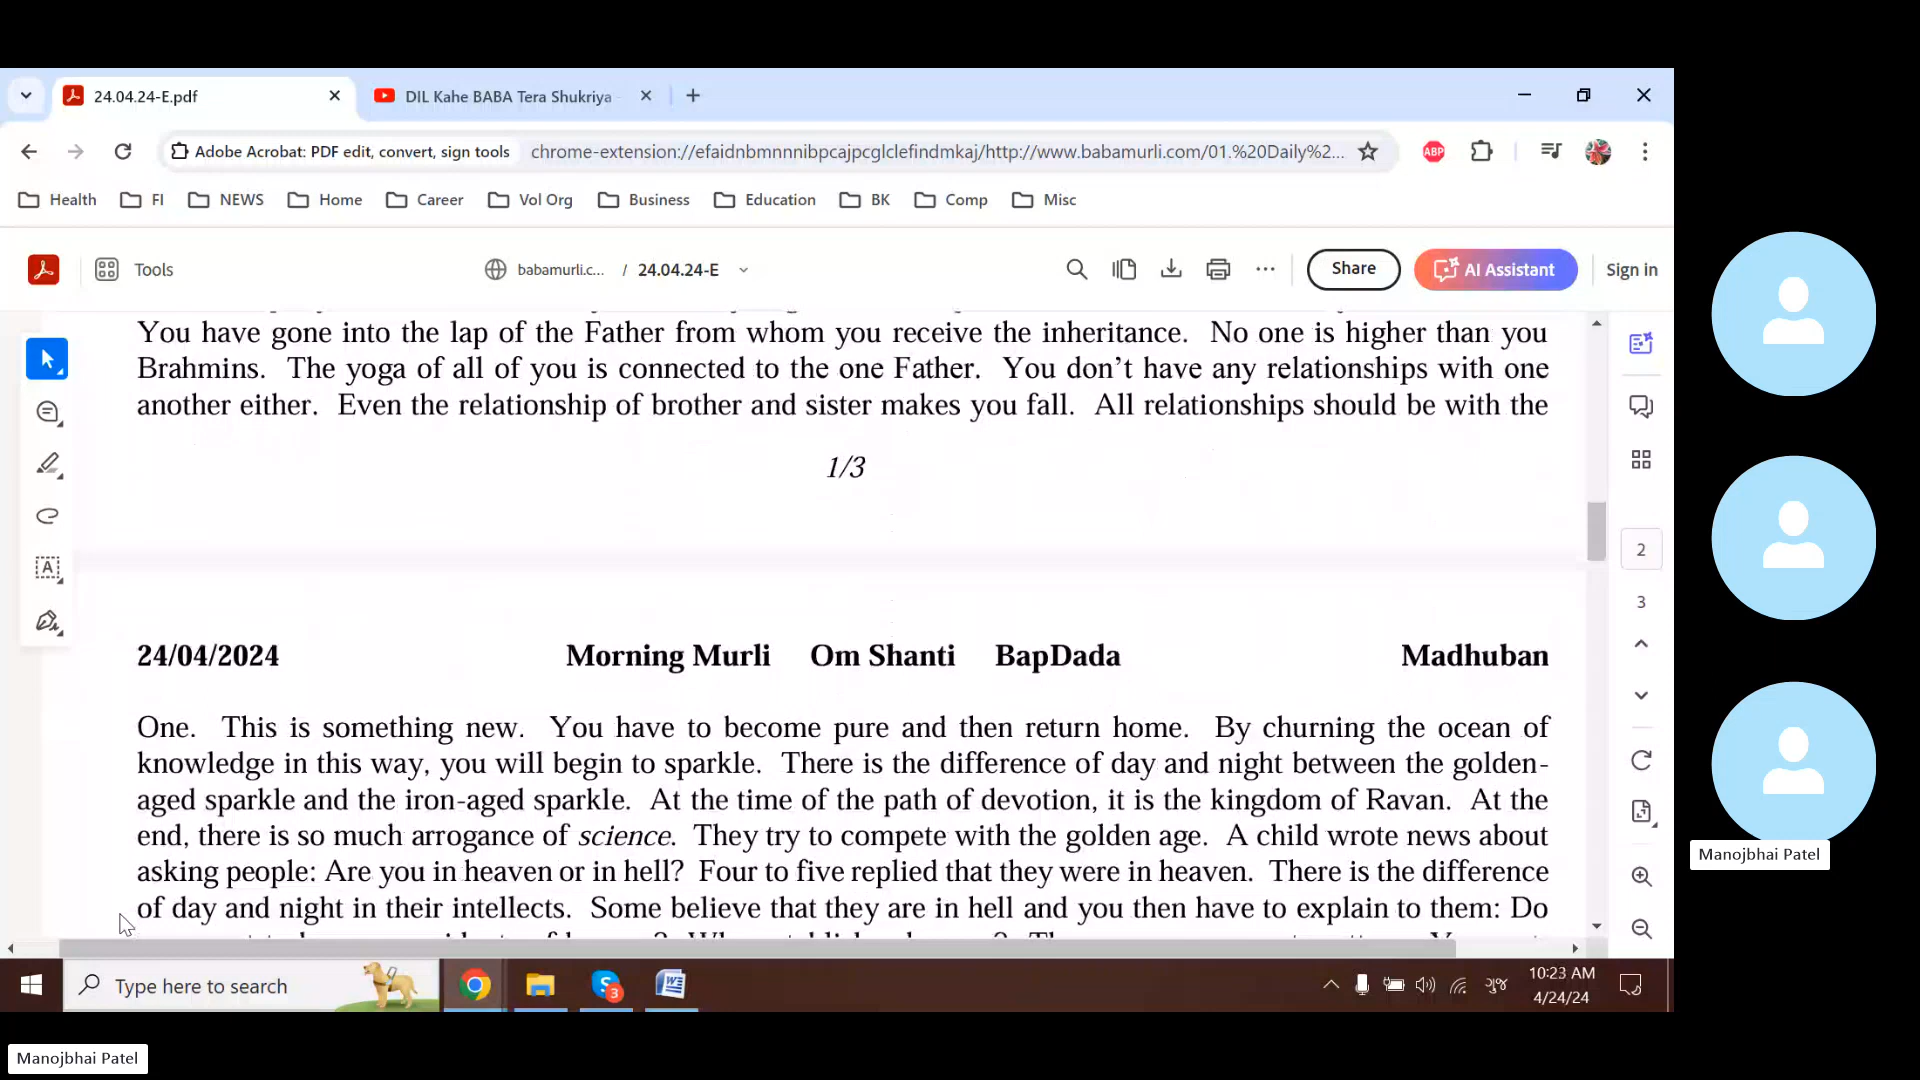 24.04.24-E.pdf
DIL Kahe BABA Tera Shukriya
Adobe Acrobat: PDF edit, convert, sign tools
chrome-extension://efaidnbmnnnibpcajpcglclefindmkaj/http://www.babamurli.com/01.%20Daily%2...
ABP
Health FI NEWS Home Career Vol Org Business Education BK Comp Misc
Tools
babamurli.c... / 24.04.24-E
Share
AI Assistant
Sign in
You have gone into the lap of the Father from whom you receive the inheritance. No one is higher than you
Brahmins. The yoga of all of you is connected to the one Father. You don't have any relationships with one
another either. Even the relationship of brother and sister makes you fall. All relationships should be with the
1/3
2
3
24/04/2024 Morning Murli Om Shanti BapDada Madhuban
One. This is something new. You have to become pure and then return home. By churning the ocean of
knowledge in this way, you will begin to sparkle. There is the difference of day and night between the golden-
aged sparkle and the iron-aged sparkle. At the time of the path of devotion, it is the kingdom of Ravan. At the
end, there is so much arrogance of science. They try to compete with the golden age. A child wrote news about
asking people: Are you in heaven or in hell? Four to five replied that they were in heaven. There is the difference
of day and night in their intellects. Some believe that they are in hell and you then have to explain to them: Do
Type here to search
3
ગુજ
10:23 AM
4/24/24
Manojbhai Patel
Manojbhai Patel